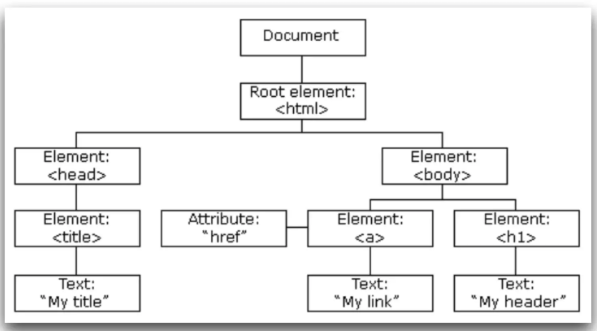 Document
Root element:
<html>
Element:
<head>
Element:
<body>
Element:
<title>
Attribute:
"href"
Element:
<a>
Element:
<h1>
Text:
"My title"
Text:
"My link"
Text:
"My header"